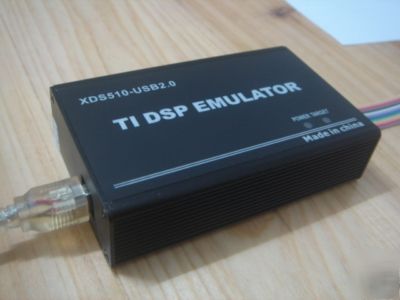 XDS510-USB2.0
TI DSP EMULATOR
POWER TARGET
Made in china